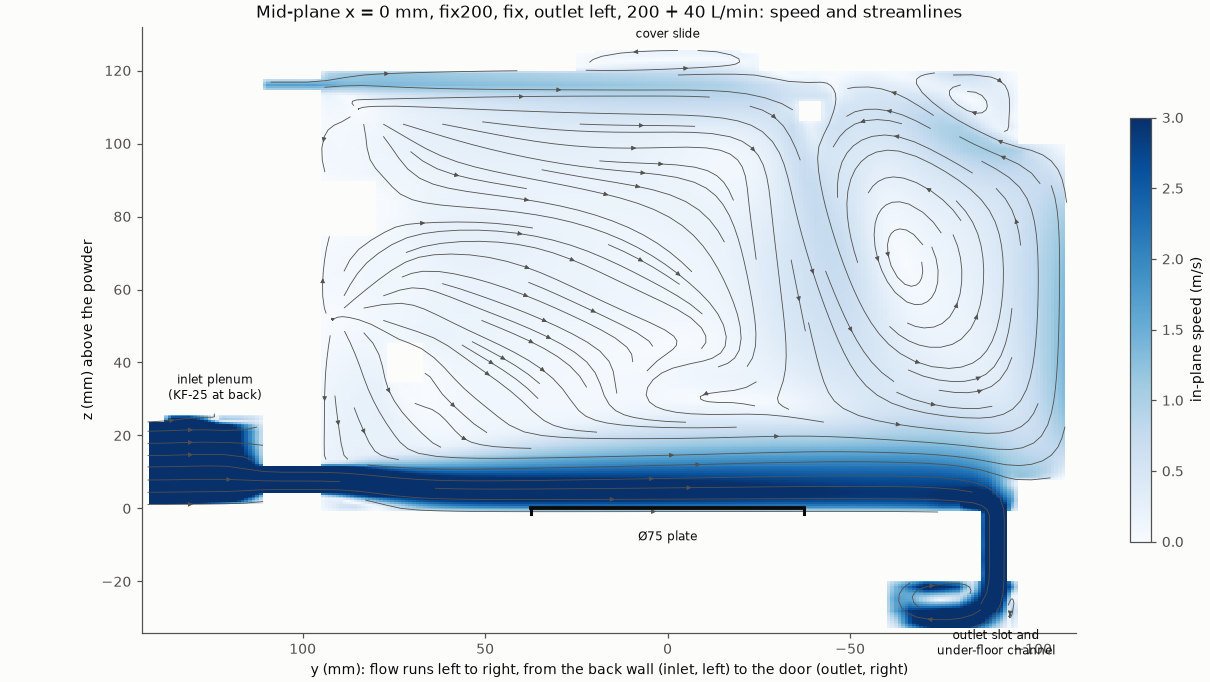 Mid-plane x = 0 mm, fix200, fix, outlet left, 200 + 40 L/min: speed and streamlines
cover slide
120
100
80
60
40
20
0
−20
z (mm) above the powder
inlet plenum
(KF-25 at back)
Ø75 plate
outlet slot and
under-floor channel
100
50
0
−50
−100
y (mm): flow runs left to right, from the back wall (inlet, left) to the door (outlet, right)
3.0
2.5
2.0
1.5
1.0
0.5
0.0
in-plane speed (m/s)